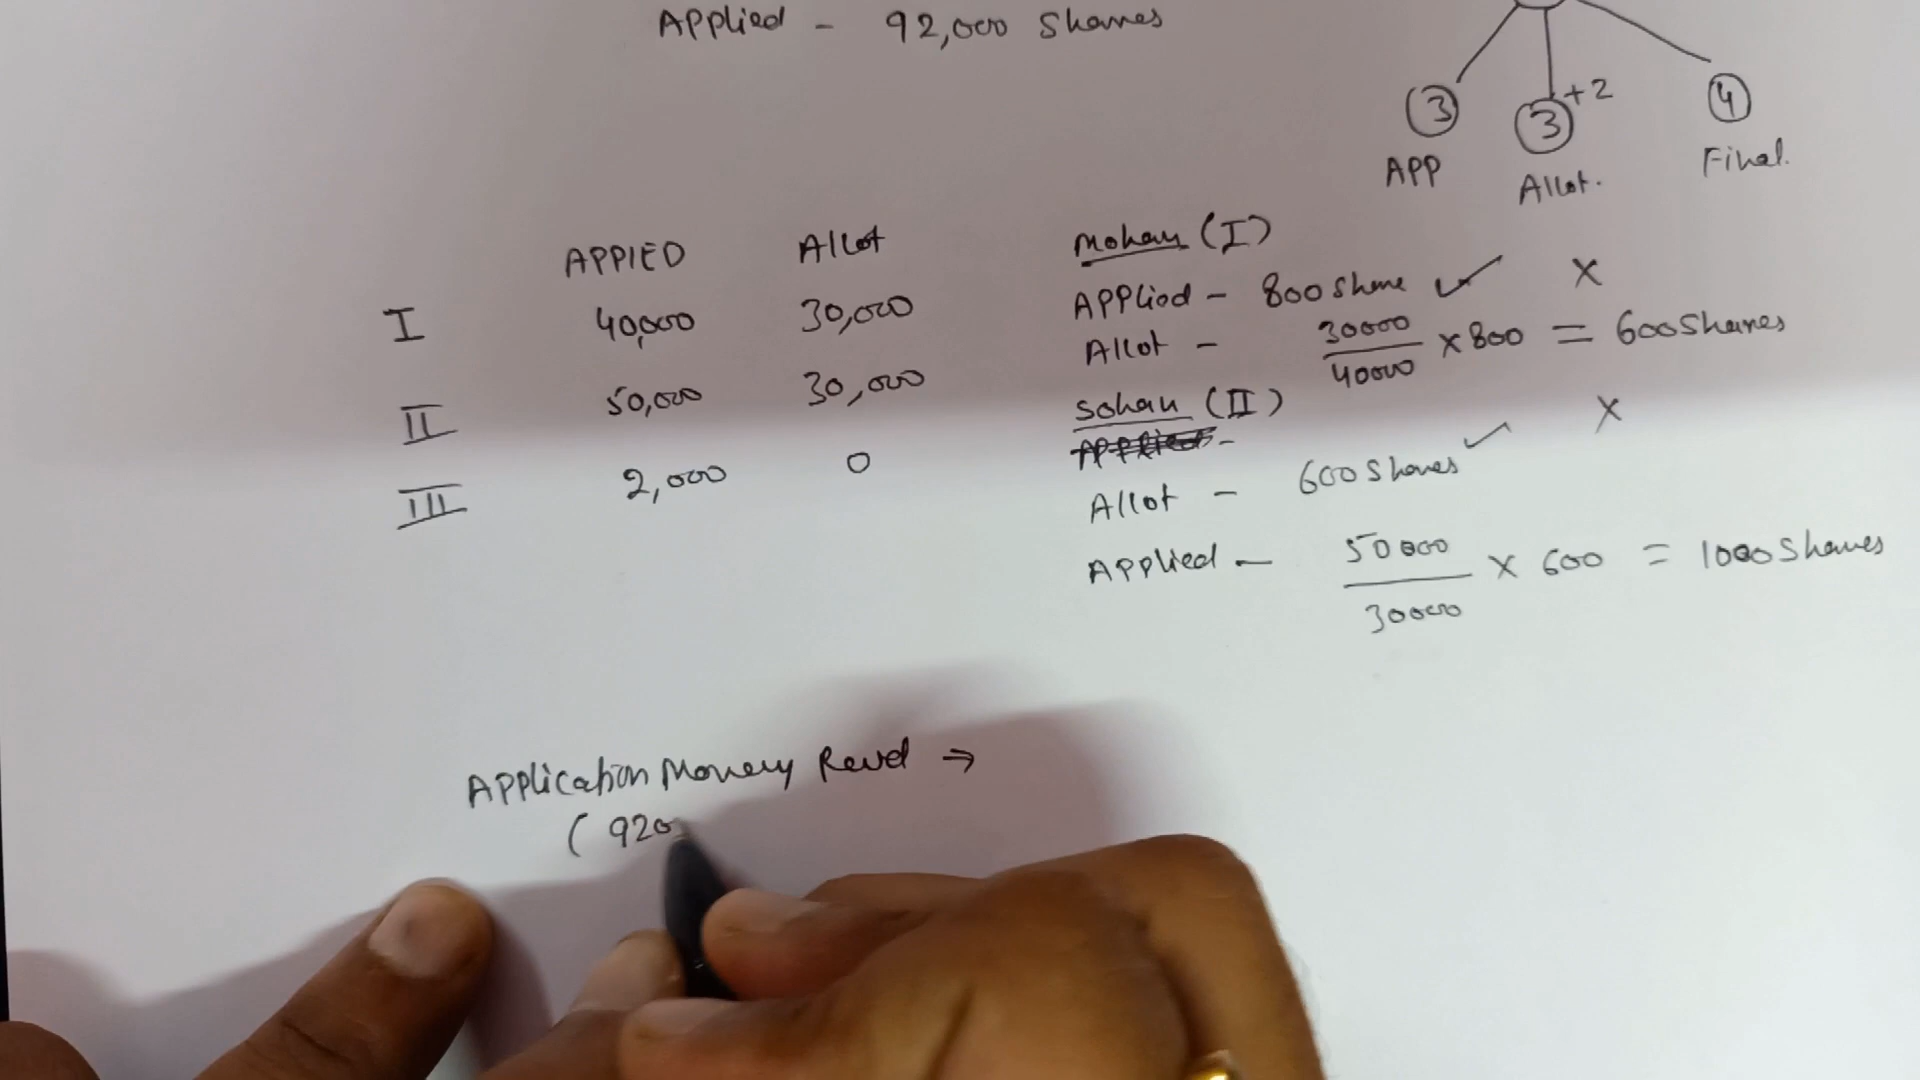 Applied - 92,000 Shares
3
3 +2
4
APP
Allot.
Final.
APPIED Allot
I 40,000 30,000
II 50,000 30,000
III 2,000 0
Mohan (I)
APPlied - 800 Share ✓ X
Allot - 30000/40000 × 800 = 600 Shares
Sohan (II)
Applied -
Allot - 600 Shares ✓ X
Applied - 50000/30000 × 600 = 1000 Shares
Application Money Recvd →
( 920